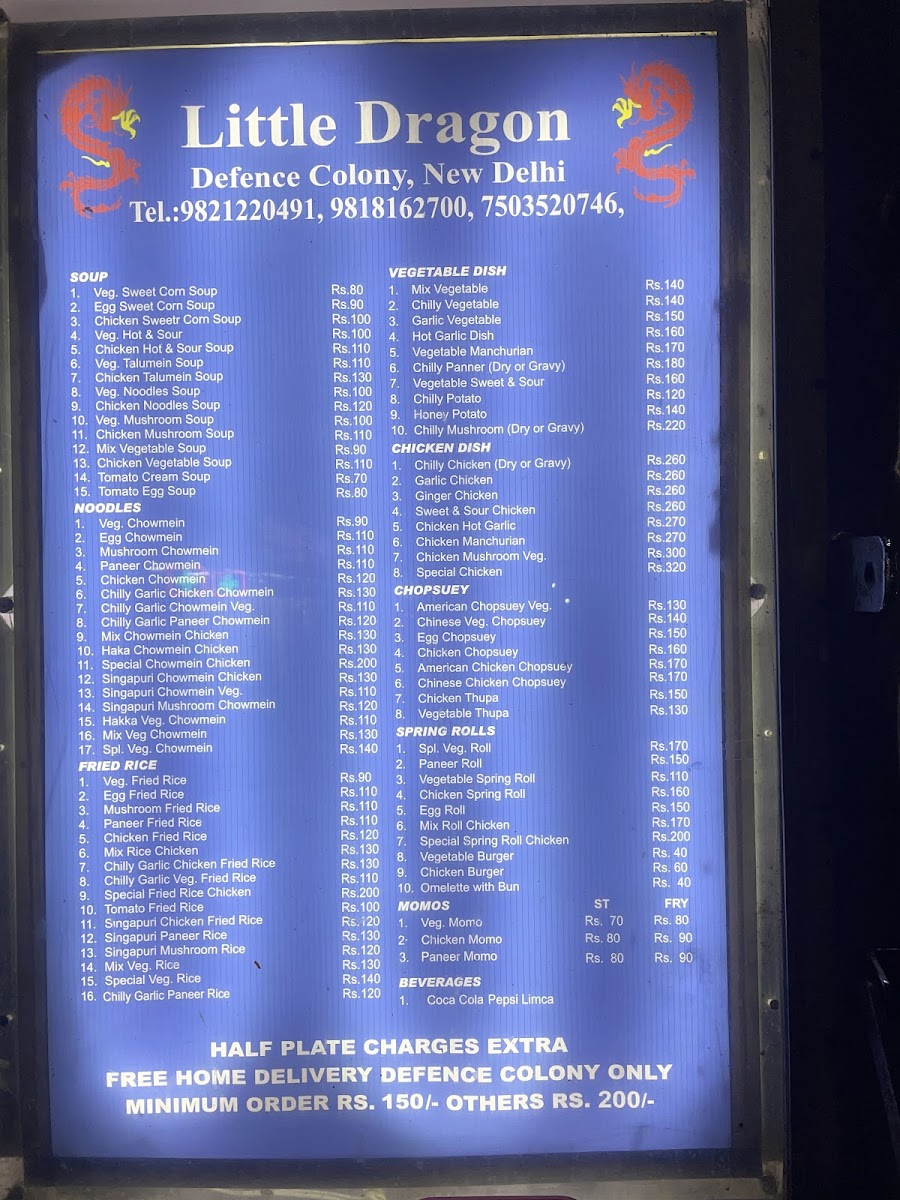 Little Dragon
Defence Colony, New Delhi
Tel.:9821220491, 9818162700, 7503520746,
SOUP
1. Veg. Sweet Corn Soup Rs.80
2. Egg Sweet Corn Soup Rs.90
3. Chicken Sweetr Corn Soup Rs.100
4. Veg. Hot & Sour Rs.100
5. Chicken Hot & Sour Soup Rs.110
6. Veg. Talumein Soup Rs.110
7. Chicken Talumein Soup Rs.130
8. Veg. Noodles Soup Rs.100
9. Chicken Noodles Soup Rs.120
10. Veg. Mushroom Soup Rs.100
11. Chicken Mushroom Soup Rs.110
12. Mix Vegetable Soup Rs.90
13. Chicken Vegetable Soup Rs.110
14. Tomato Cream Soup Rs.70
15. Tomato Egg Soup Rs.80
NOODLES
1. Veg. Chowmein Rs.90
2. Egg Chowmein Rs.110
3. Mushroom Chowmein Rs.110
4. Paneer Chowmein Rs.110
5. Chicken Chowmein Rs.120
6. Chilly Garlic Chicken Chowmein Rs.130
7. Chilly Garlic Chowmein Veg. Rs.110
8. Chilly Garlic Paneer Chowmein Rs.120
9. Mix Chowmein Chicken Rs.130
10. Haka Chowmein Chicken Rs.130
11. Special Chowmein Chicken Rs.200
12. Singapuri Chowmein Chicken Rs.130
13. Singapuri Chowmein Veg. Rs.110
14. Singapuri Mushroom Chowmein Rs.120
15. Hakka Veg. Chowmein Rs.110
16. Mix Veg Chowmein Rs.130
17. Spl. Veg. Chowmein Rs.140
FRIED RICE
1. Veg. Fried Rice Rs.90
2. Egg Fried Rice Rs.110
3. Mushroom Fried Rice Rs.110
4. Paneer Fried Rice Rs.110
5. Chicken Fried Rice Rs.120
6. Mix Rice Chicken Rs.130
7. Chilly Garlic Chicken Fried Rice Rs.130
8. Chilly Garlic Veg. Fried Rice Rs.110
9. Special Fried Rice Chicken Rs.200
10. Tomato Fried Rice Rs.100
11. Singapuri Chicken Fried Rice Rs.120
12. Singapuri Paneer Rice Rs.130
13. Singapuri Mushroom Rice Rs.120
14. Mix Veg. Rice Rs.130
15. Special Veg. Rice Rs.140
16. Chilly Garlic Paneer Rice Rs.120
VEGETABLE DISH
1. Mix Vegetable Rs.140
2. Chilly Vegetable Rs.140
3. Garlic Vegetable Rs.150
4. Hot Garlic Dish Rs.160
5. Vegetable Manchurian Rs.170
6. Chilly Panner (Dry or Gravy) Rs.180
7. Vegetable Sweet & Sour Rs.160
8. Chilly Potato Rs.120
9. Honey Potato Rs.140
10. Chilly Mushroom (Dry or Gravy) Rs.220
CHICKEN DISH
1. Chilly Chicken (Dry or Gravy) Rs.260
2. Garlic Chicken Rs.260
3. Ginger Chicken Rs.260
4. Sweet & Sour Chicken Rs.260
5. Chicken Hot Garlic Rs.270
6. Chicken Manchurian Rs.270
7. Chicken Mushroom Veg. Rs.300
8. Special Chicken Rs.320
CHOPSUEY
1. American Chopsuey Veg. Rs.130
2. Chinese Veg. Chopsuey Rs.140
3. Egg Chopsuey Rs.150
4. Chicken Chopsuey Rs.160
5. American Chicken Chopsuey Rs.170
6. Chinese Chicken Chopsuey Rs.170
7. Chicken Thupa Rs.150
8. Vegetable Thupa Rs.130
SPRING ROLLS
1. Spl. Veg. Roll Rs.170
2. Paneer Roll Rs.150
3. Vegetable Spring Roll Rs.110
4. Chicken Spring Roll Rs.160
5. Egg Roll Rs.150
6. Mix Roll Chicken Rs.170
7. Special Spring Roll Chicken Rs.200
8. Vegetable Burger Rs. 40
9. Chicken Burger Rs. 60
10. Omelette with Bun Rs. 40
MOMOS ST FRY
1. Veg. Momo Rs. 70 Rs. 80
2. Chicken Momo Rs. 80 Rs. 90
3. Paneer Momo Rs. 80 Rs. 90
BEVERAGES
1. Coca Cola Pepsi Limca
HALF PLATE CHARGES EXTRA
FREE HOME DELIVERY DEFENCE COLONY ONLY
MINIMUM ORDER RS. 150/- OTHERS RS. 200/-